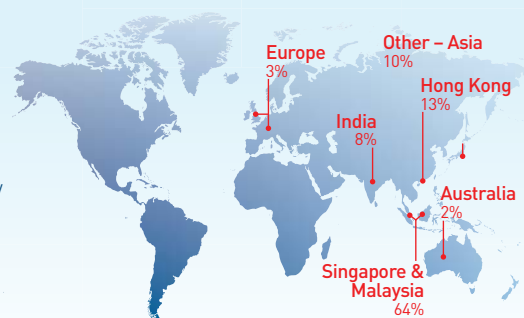 Europe
3%
Other – Asia
10%
Hong Kong
13%
India
8%
Australia
2%
Singapore &
Malaysia
64%